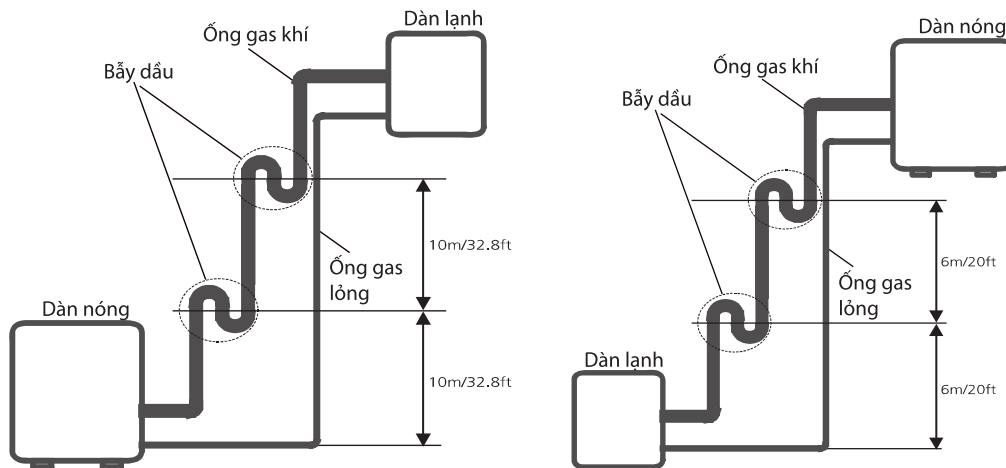 Dàn lạnh
Ống gas khí
Bẫy dầu
10m/32.8ft
Ống gas
lỏng
Dàn nóng
10m/32.8ft
Dàn nóng
Ống gas khí
Bẫy dầu
6m/20ft
Ống gas
lỏng
Dàn lạnh
6m/20ft